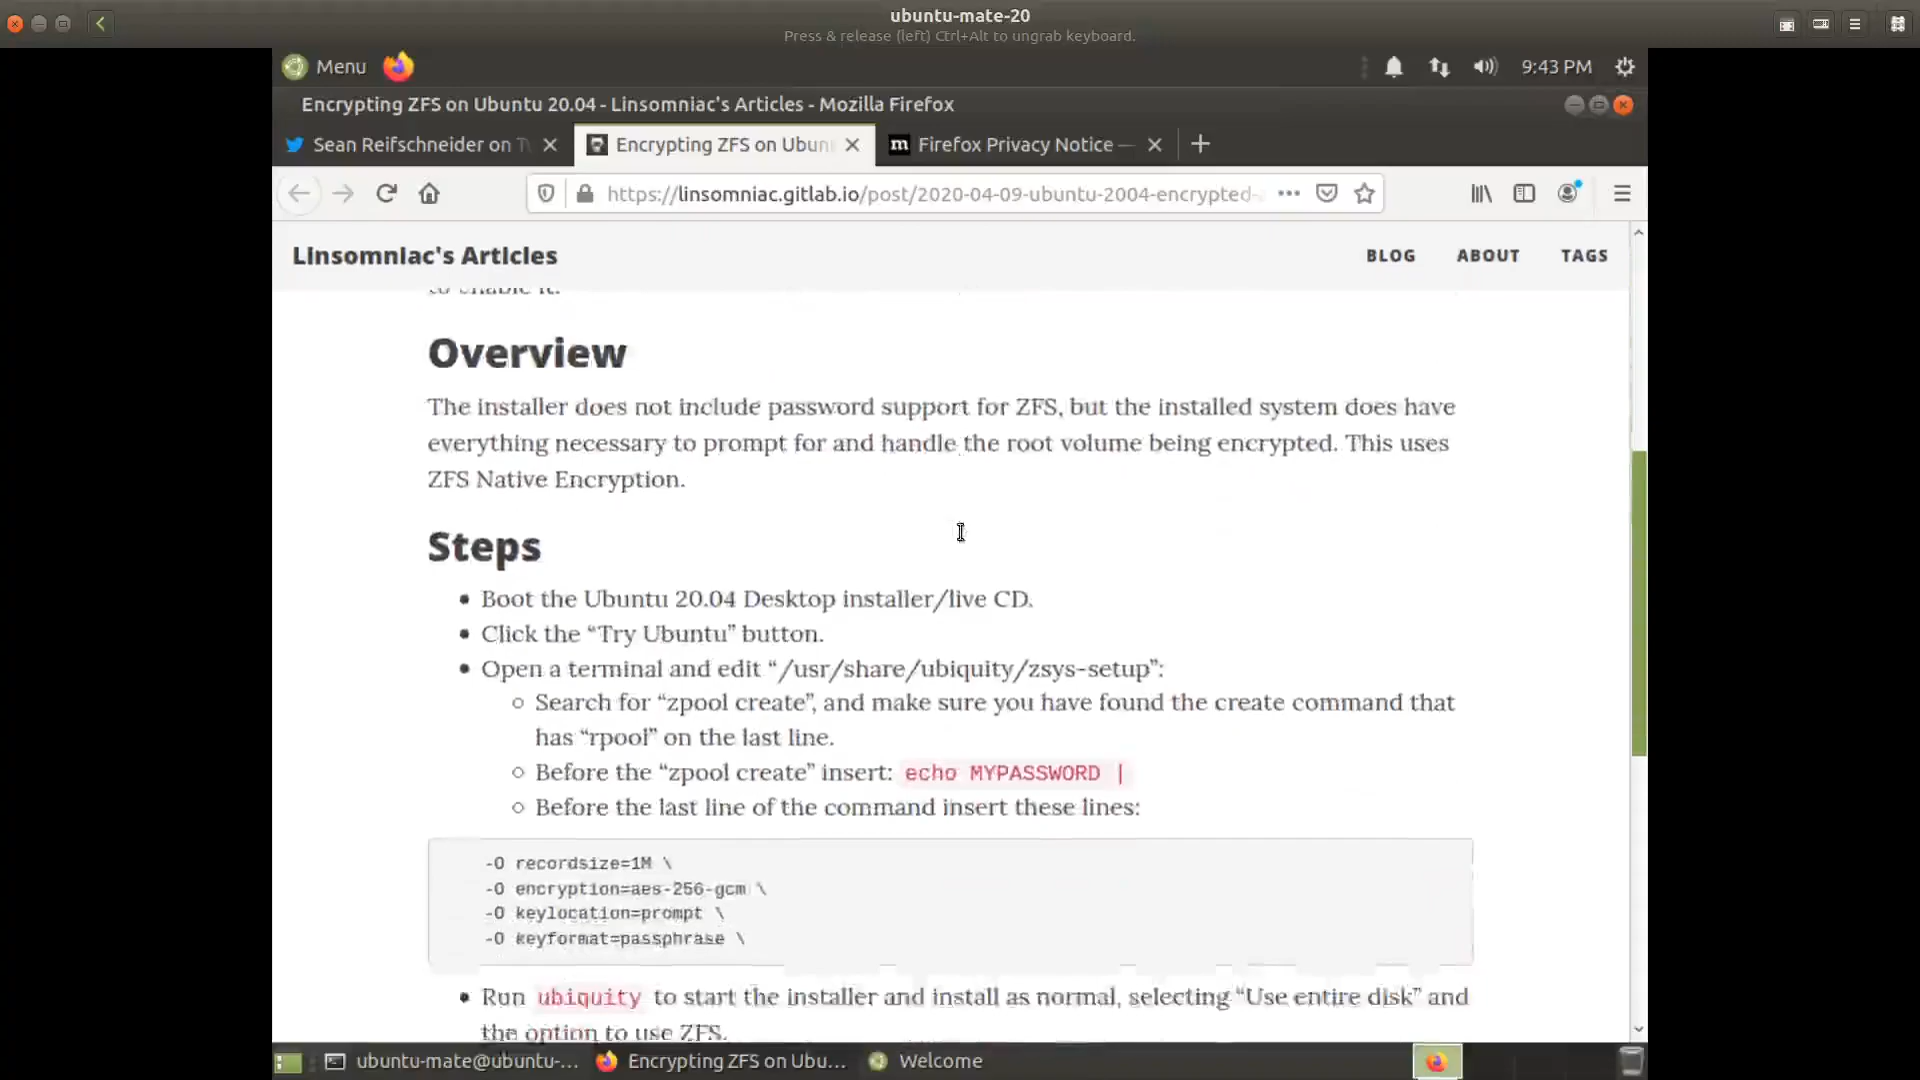 ubuntu-mate-20
Press & release (left) Ctrl+Alt to ungrab keyboard.
Menu
9:43 PM
Encrypting ZFS on Ubuntu 20.04 - Linsomniac's Articles - Mozilla Firefox
Sean Reifschneider on T
Encrypting ZFS on Ubun
Firefox Privacy Notice —
https://linsomniac.gitlab.io/post/2020-04-09-ubuntu-2004-encrypted-
Linsomniac's Articles
BLOG ABOUT TAGS
to enable it.
Overview
The installer does not include password support for ZFS, but the installed system does have
everything necessary to prompt for and handle the root volume being encrypted. This uses
ZFS Native Encryption.
Steps
Boot the Ubuntu 20.04 Desktop installer/live CD.
Click the “Try Ubuntu” button.
Open a terminal and edit “/usr/share/ubiquity/zsys-setup”:
Search for “zpool create”, and make sure you have found the create command that
has “rpool” on the last line.
Before the “zpool create” insert: echo MYPASSWORD |
Before the last line of the command insert these lines:
-O recordsize=1M \
-O encryption=aes-256-gcm \
-O keylocation=prompt \
-O keyformat=passphrase \
Run ubiquity to start the installer and install as normal, selecting “Use entire disk” and
the option to use ZFS.
ubuntu-mate@ubuntu-...
Encrypting ZFS on Ubu...
Welcome